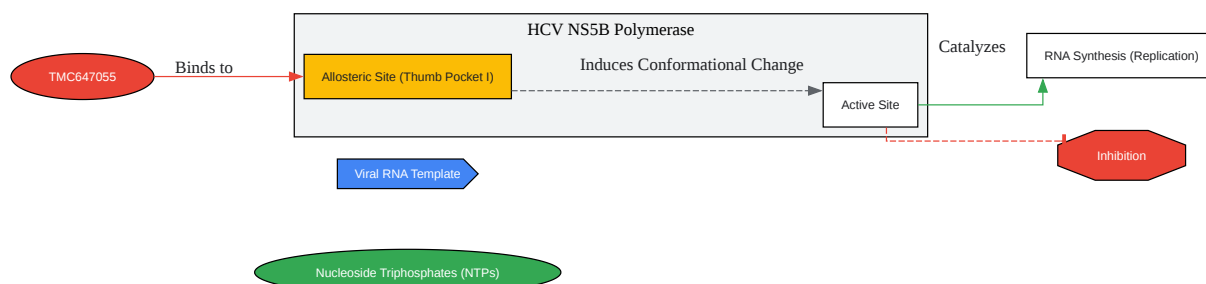 HCV NS5B Polymerase
TMC647055
Binds to
Allosteric Site (Thumb Pocket I)
Induces Conformational Change
Active Site
Catalyzes
RNA Synthesis (Replication)
Inhibition
Viral RNA Template
Nucleoside Triphosphates (NTPs)